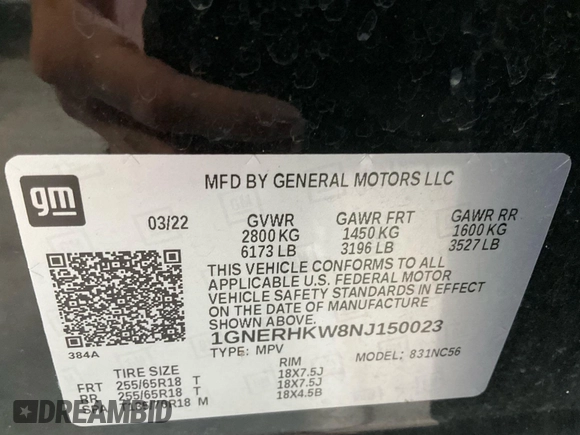 gm
MFD BY GENERAL MOTORS LLC
03/22 GVWR GAWR FRT GAWR RR
2800 KG 1450 KG 1600 KG
6173 LB 3196 LB 3527 LB
THIS VEHICLE CONFORMS TO ALL
APPLICABLE U.S. FEDERAL MOTOR
VEHICLE SAFETY STANDARDS IN EFFECT
ON THE DATE OF MANUFACTURE
1GNERHKW8NJ150023
384A TYPE: MPV MODEL: 831NC56
TIRE SIZE RIM
FRT 255/65R18 T 18X7.5J
RR 255/65R18 T 18X7.5J
SPA R18 M 18X4.5B
DREAMBID